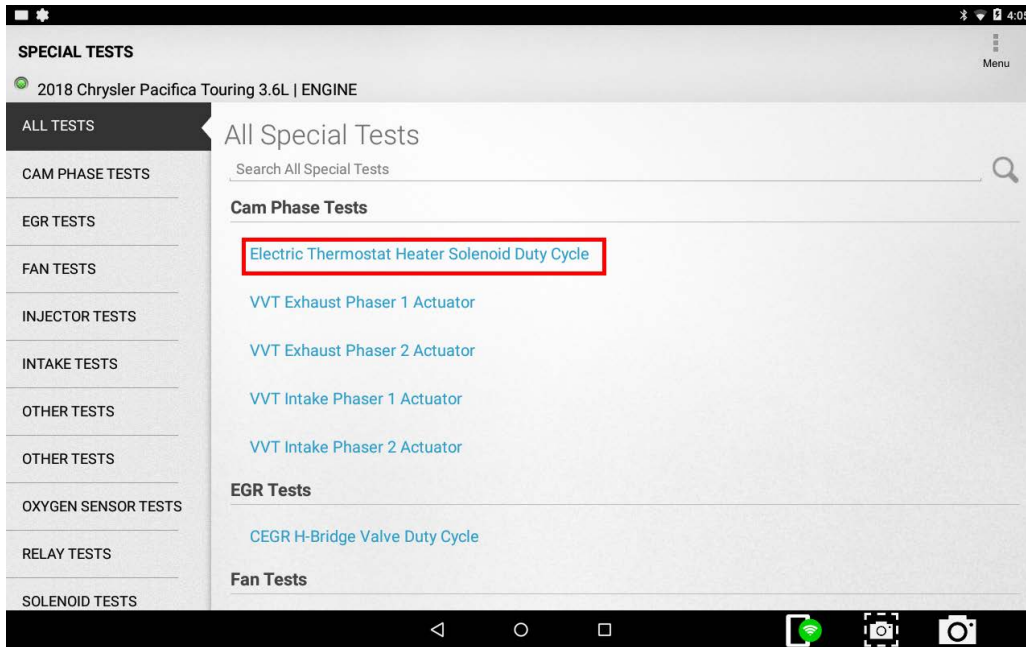 4:05
SPECIAL TESTS
Menu
2018 Chrysler Pacifica Touring 3.6L | ENGINE
ALL TESTS
CAM PHASE TESTS
EGR TESTS
FAN TESTS
INJECTOR TESTS
INTAKE TESTS
OTHER TESTS
OTHER TESTS
OXYGEN SENSOR TESTS
RELAY TESTS
SOLENOID TESTS
All Special Tests
Search All Special Tests
Cam Phase Tests
Electric Thermostat Heater Solenoid Duty Cycle
VVT Exhaust Phaser 1 Actuator
VVT Exhaust Phaser 2 Actuator
VVT Intake Phaser 1 Actuator
VVT Intake Phaser 2 Actuator
EGR Tests
CEGR H-Bridge Valve Duty Cycle
Fan Tests